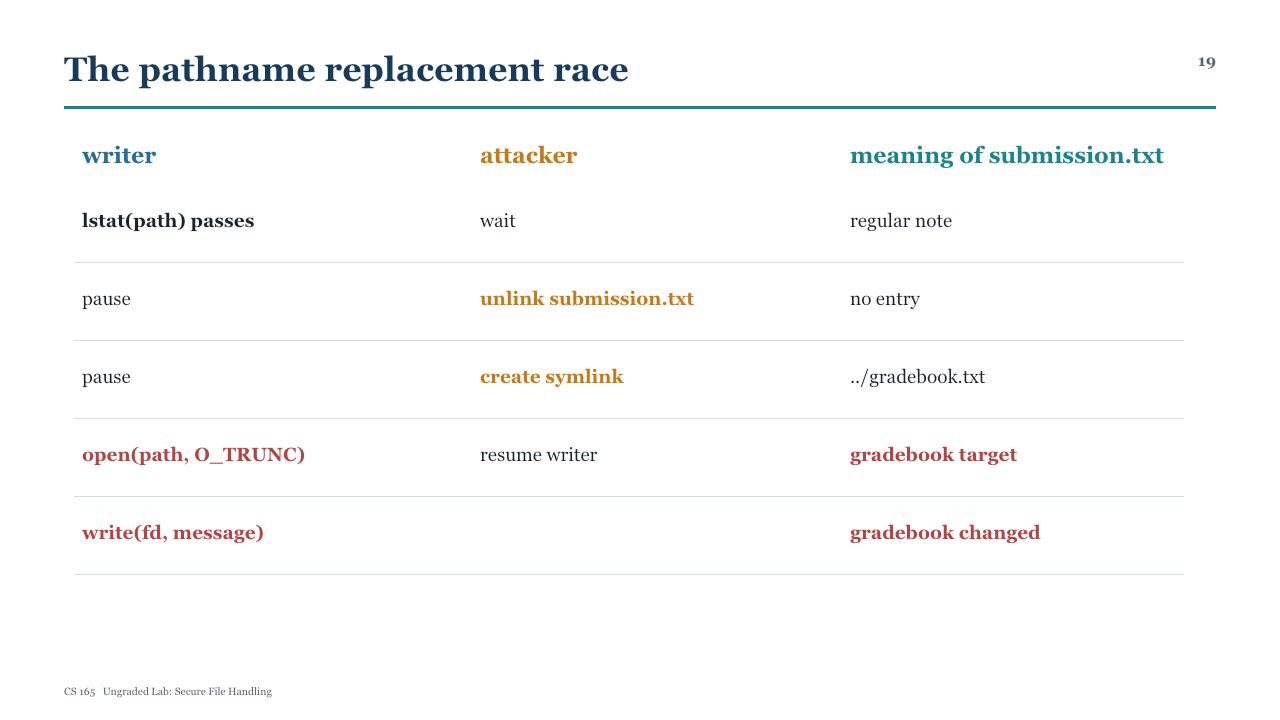 The pathname replacement race
19
writer attacker meaning of submission.txt
lstat(path) passes wait regular note
pause unlink submission.txt no entry
pause create symlink ../gradebook.txt
open(path, O_TRUNC) resume writer gradebook target
write(fd, message) gradebook changed
CS 165 Ungraded Lab: Secure File Handling